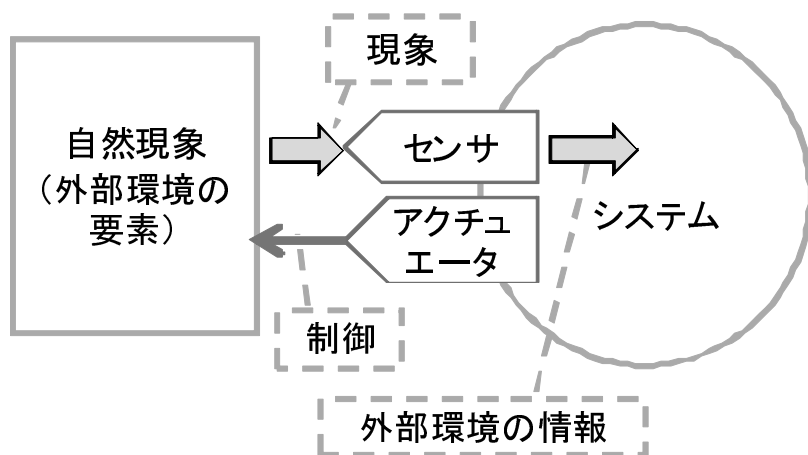 現象
自然現象
（外部環境の
要素）
センサ
アクチュ
エータ
システム
制御
外部環境の情報